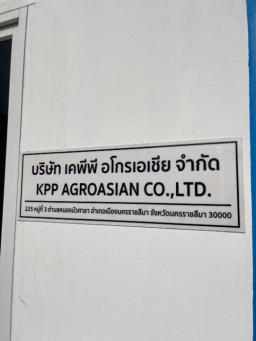 บริษัท เคพีพี อโกรเอเชีย จำกัด
KPP AGROASIAN CO.,LTD.
225 หมู่ที่ 3 ตำบลหนองบัวศาลา อำเภอเมืองนครราชสีมา จังหวัดนครราชสีมา 30000